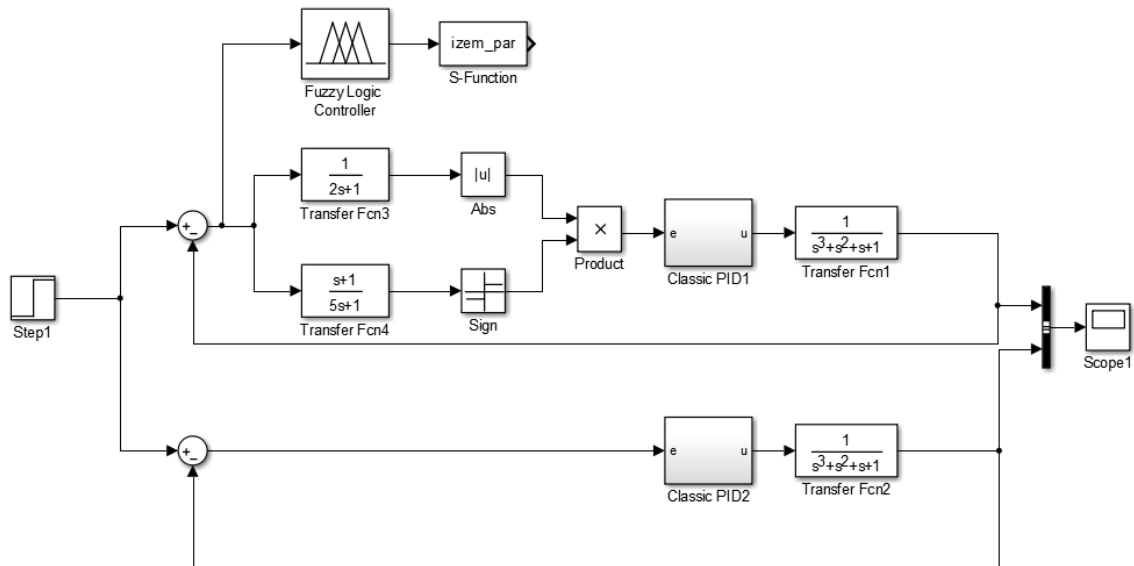 izem_par
S-Function
Fuzzy Logic
Controller
1
2s+1
Transfer Fcn3
|u|
Abs
+
−
×
Product
e
u
Classic PID1
1
s³+s²+s+1
Transfer Fcn1
Step1
s+1
5s+1
Transfer Fcn4
Sign
Scope1
+
−
e
u
Classic PID2
1
s³+s²+s+1
Transfer Fcn2